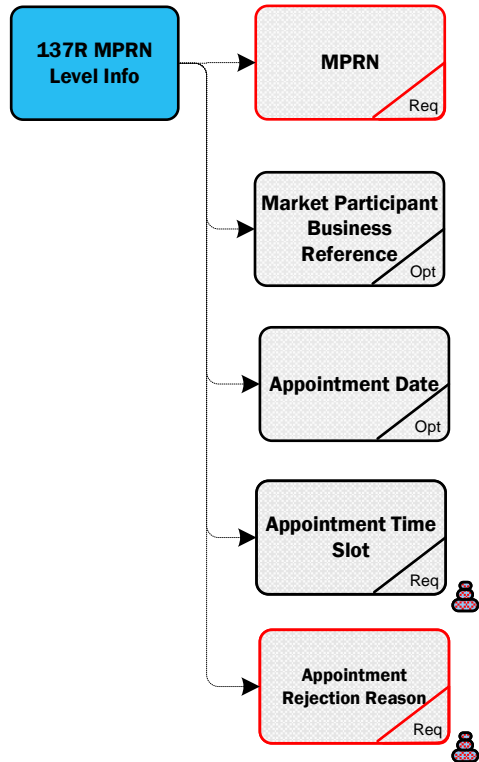 137R MPRN
Level Info
MPRN
Req
Market Participant
Business
Reference
Opt
Appointment Date
Opt
Appointment Time
Slot
Req
Appointment
Rejection Reason
Req